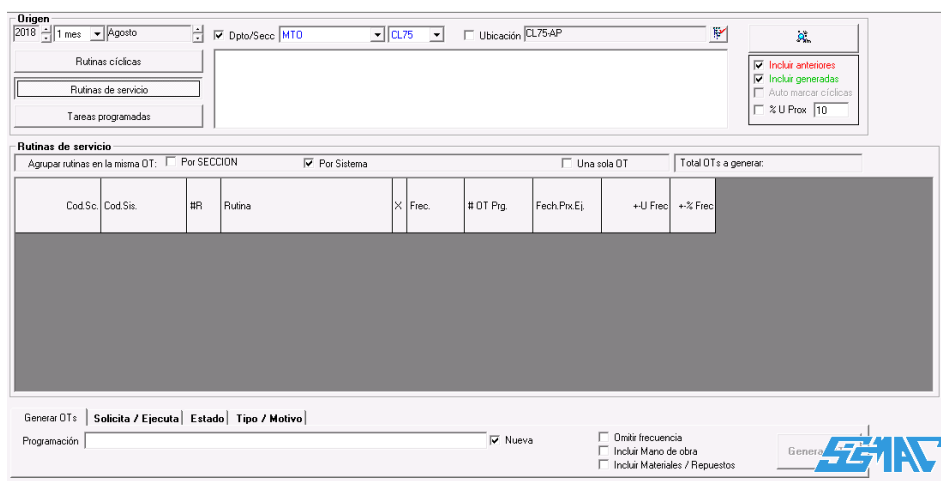 Origen
2018 1 mes Agosto Dpto/Secc MTO CL75 Ubicación CL75-AP
Rutinas cíclicas
Rutinas de servicio
Tareas programadas
Incluir anteriores
Incluir generadas
Auto marcar cíclicas
% U Prox 10
Rutinas de servicio
Agrupar rutinas en la misma OT: Por SECCION Por Sistema Una sola OT Total OTs a generar:
Cod.Sc. Cod.Sis. #R Rutina X Frec. # OT Prg. Fech.Prx.Ej. +-U Frec +-% Frec
Generar OTs Solicita / Ejecuta Estado Tipo / Motivo
Programación Nueva
Omitir frecuencia
Incluir Mano de obra
Incluir Materiales / Repuestos